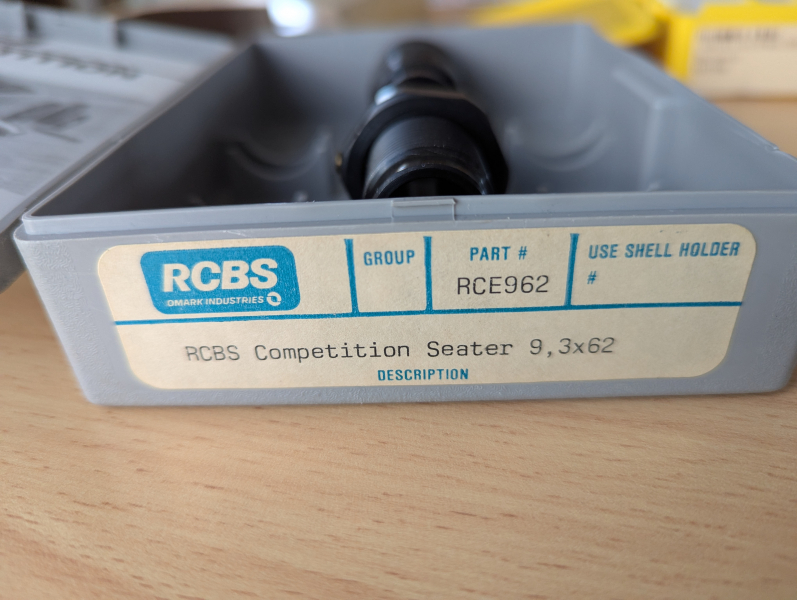 RCBS
OMARK INDUSTRIES
GROUP
PART #
RCE962
USE SHELL HOLDER
#
RCBS Competition Seater 9,3x62
DESCRIPTION